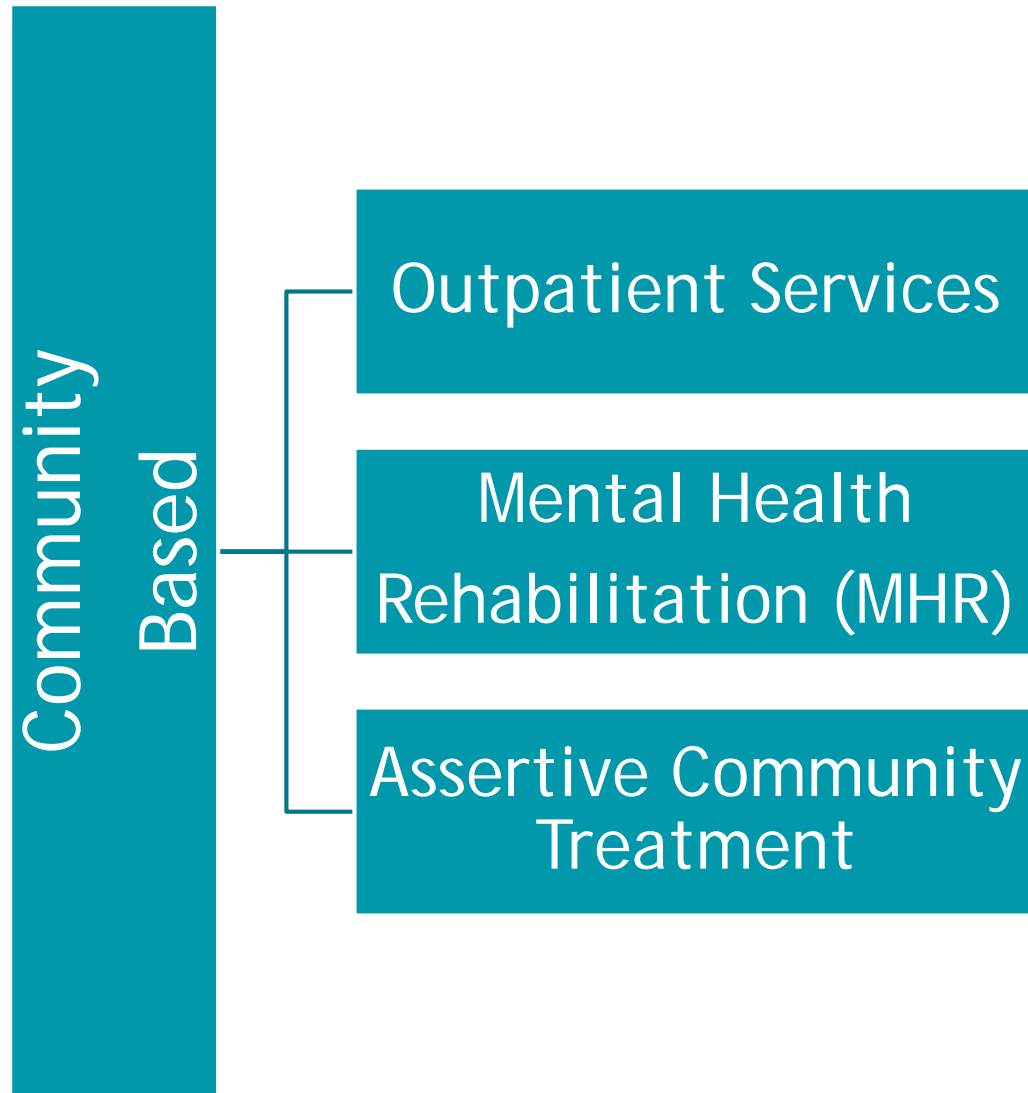 Community
Based
Outpatient Services
Mental Health
Rehabilitation (MHR)
Assertive Community
Treatment